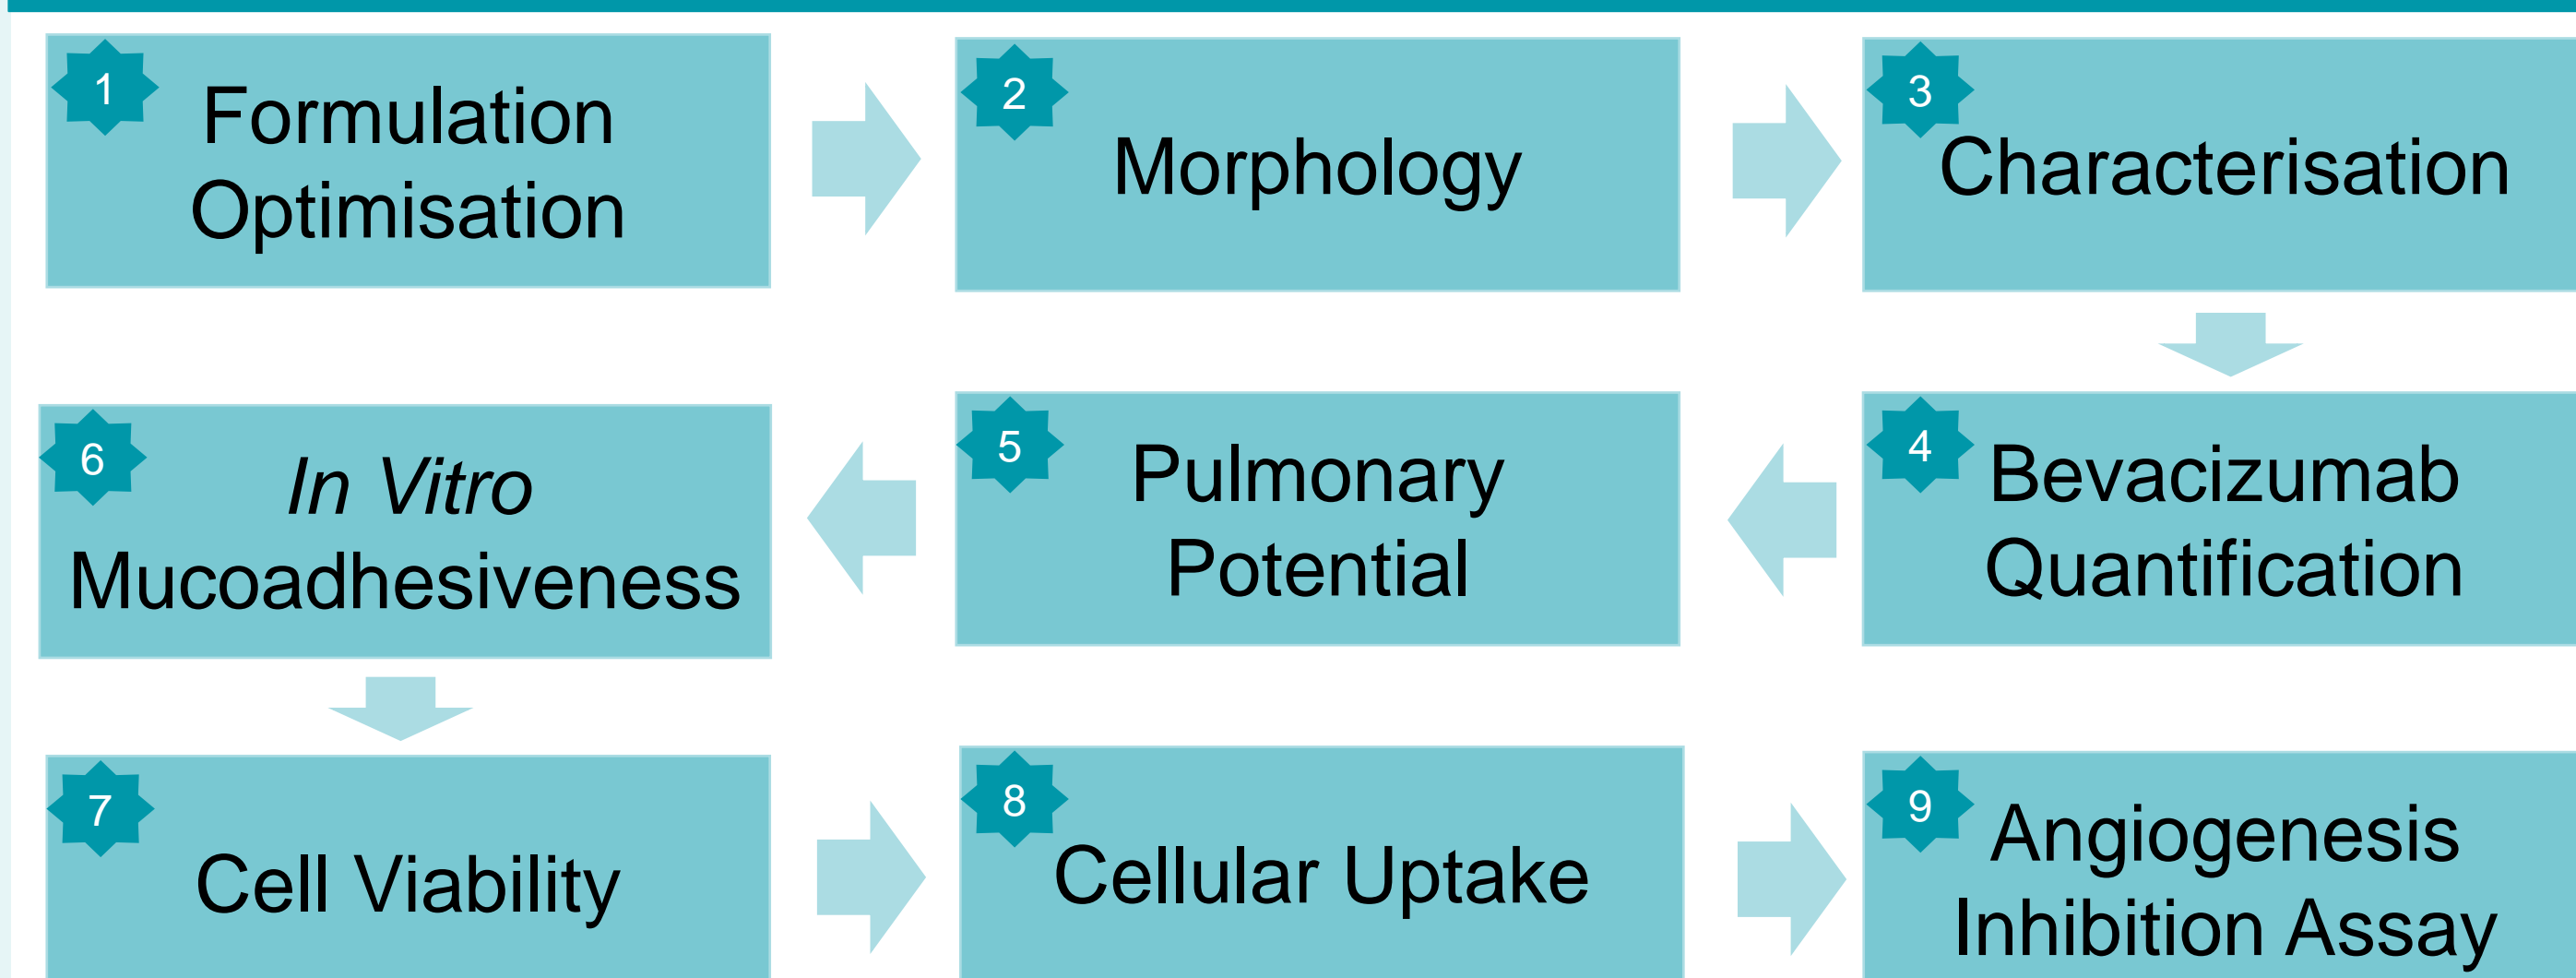 1
Formulation
Optimisation
2
Morphology
3
Characterisation
4
Bevacizumab
Quantification
5
Pulmonary
Potential
6
In Vitro
Mucoadhesiveness
7
Cell Viability
8
Cellular Uptake
9
Angiogenesis
Inhibition Assay